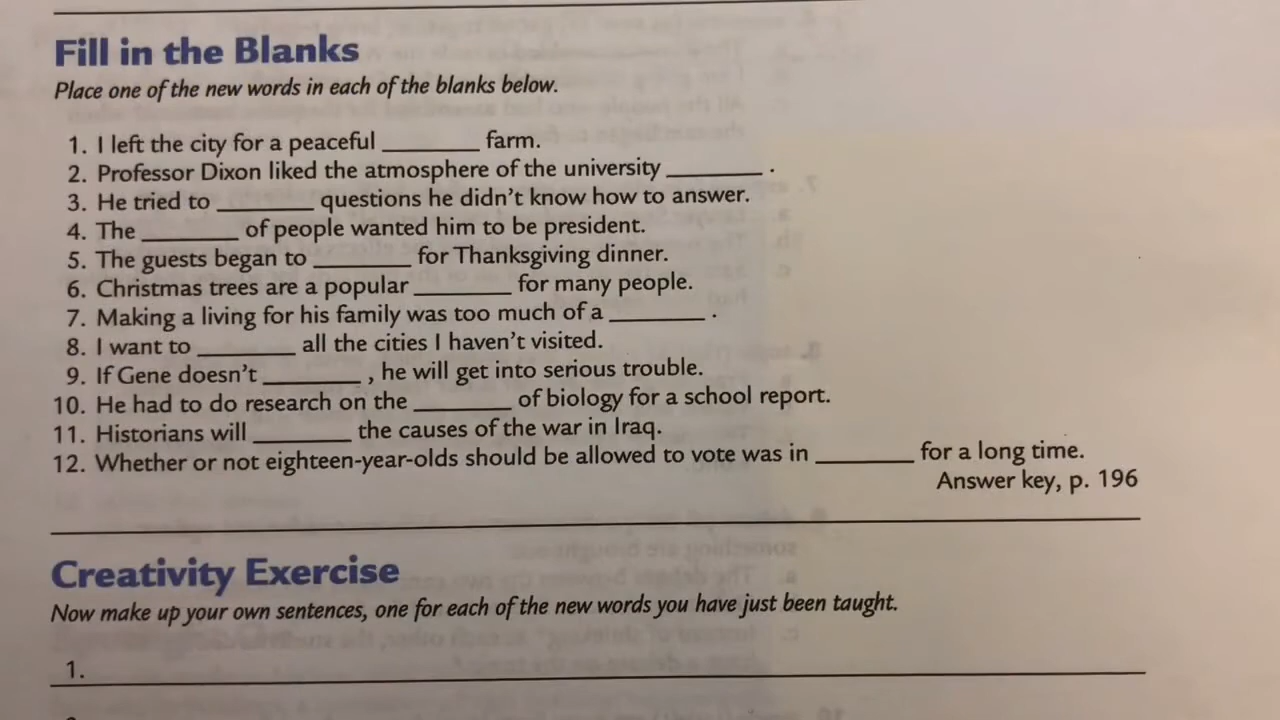 Fill in the Blanks
Place one of the new words in each of the blanks below.
1. I left the city for a peaceful ________ farm.
2. Professor Dixon liked the atmosphere of the university ________ .
3. He tried to ________ questions he didn't know how to answer.
4. The ________ of people wanted him to be president.
5. The guests began to ________ for Thanksgiving dinner.
6. Christmas trees are a popular ________ for many people.
7. Making a living for his family was too much of a ________ .
8. I want to ________ all the cities I haven't visited.
9. If Gene doesn't ________ , he will get into serious trouble.
10. He had to do research on the ________ of biology for a school report.
11. Historians will ________ the causes of the war in Iraq.
12. Whether or not eighteen-year-olds should be allowed to vote was in ________ for a long time.
Answer key, p. 196
Creativity Exercise
Now make up your own sentences, one for each of the new words you have just been taught.
1.